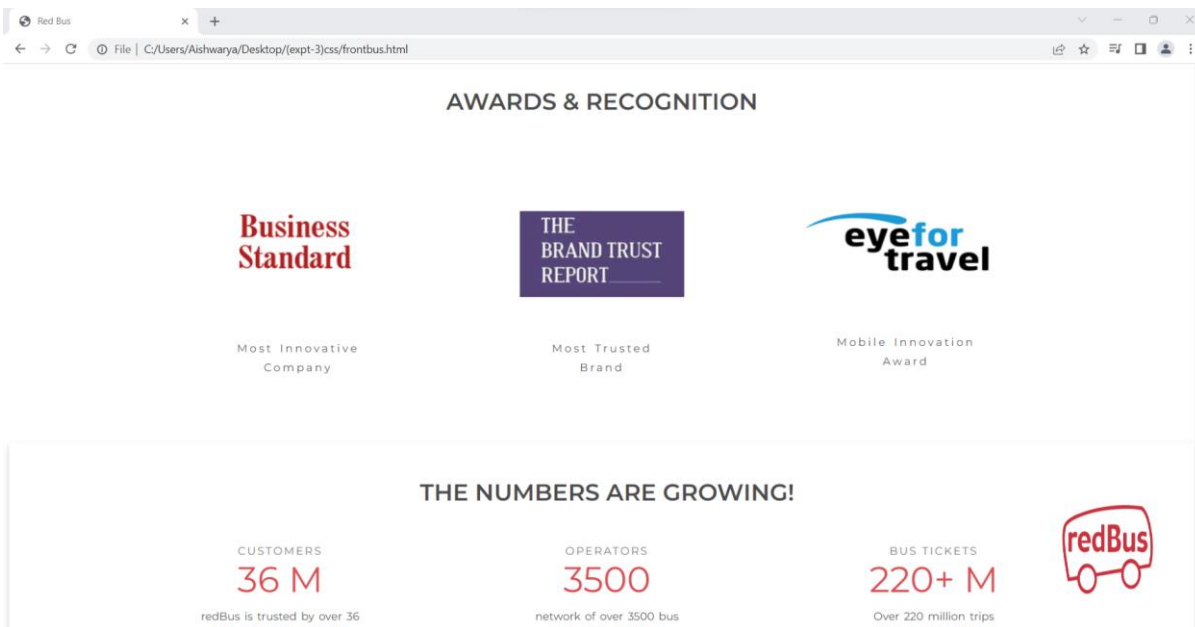 Red Bus
File | C:/Users/Aishwarya/Desktop/(expt-3)css/frontbus.html
AWARDS & RECOGNITION
Business
Standard
THE
BRAND TRUST
REPORT
eyefor
travel
Most Innovative
Company
Most Trusted
Brand
Mobile Innovation
Award
THE NUMBERS ARE GROWING!
redBus
CUSTOMERS
36 M
redBus is trusted by over 36
OPERATORS
3500
network of over 3500 bus
BUS TICKETS
220+ M
Over 220 million trips